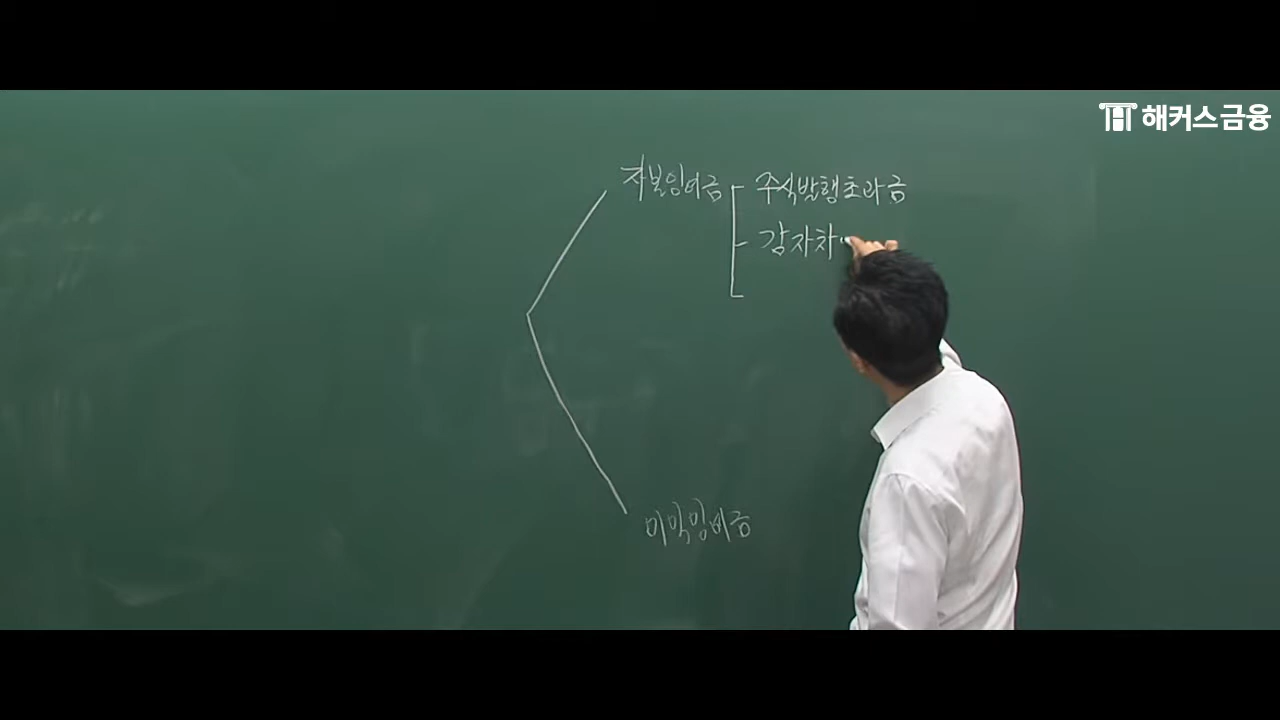 해커스금융
자본잉여금 주식발행초과금
감자차
이익잉여금